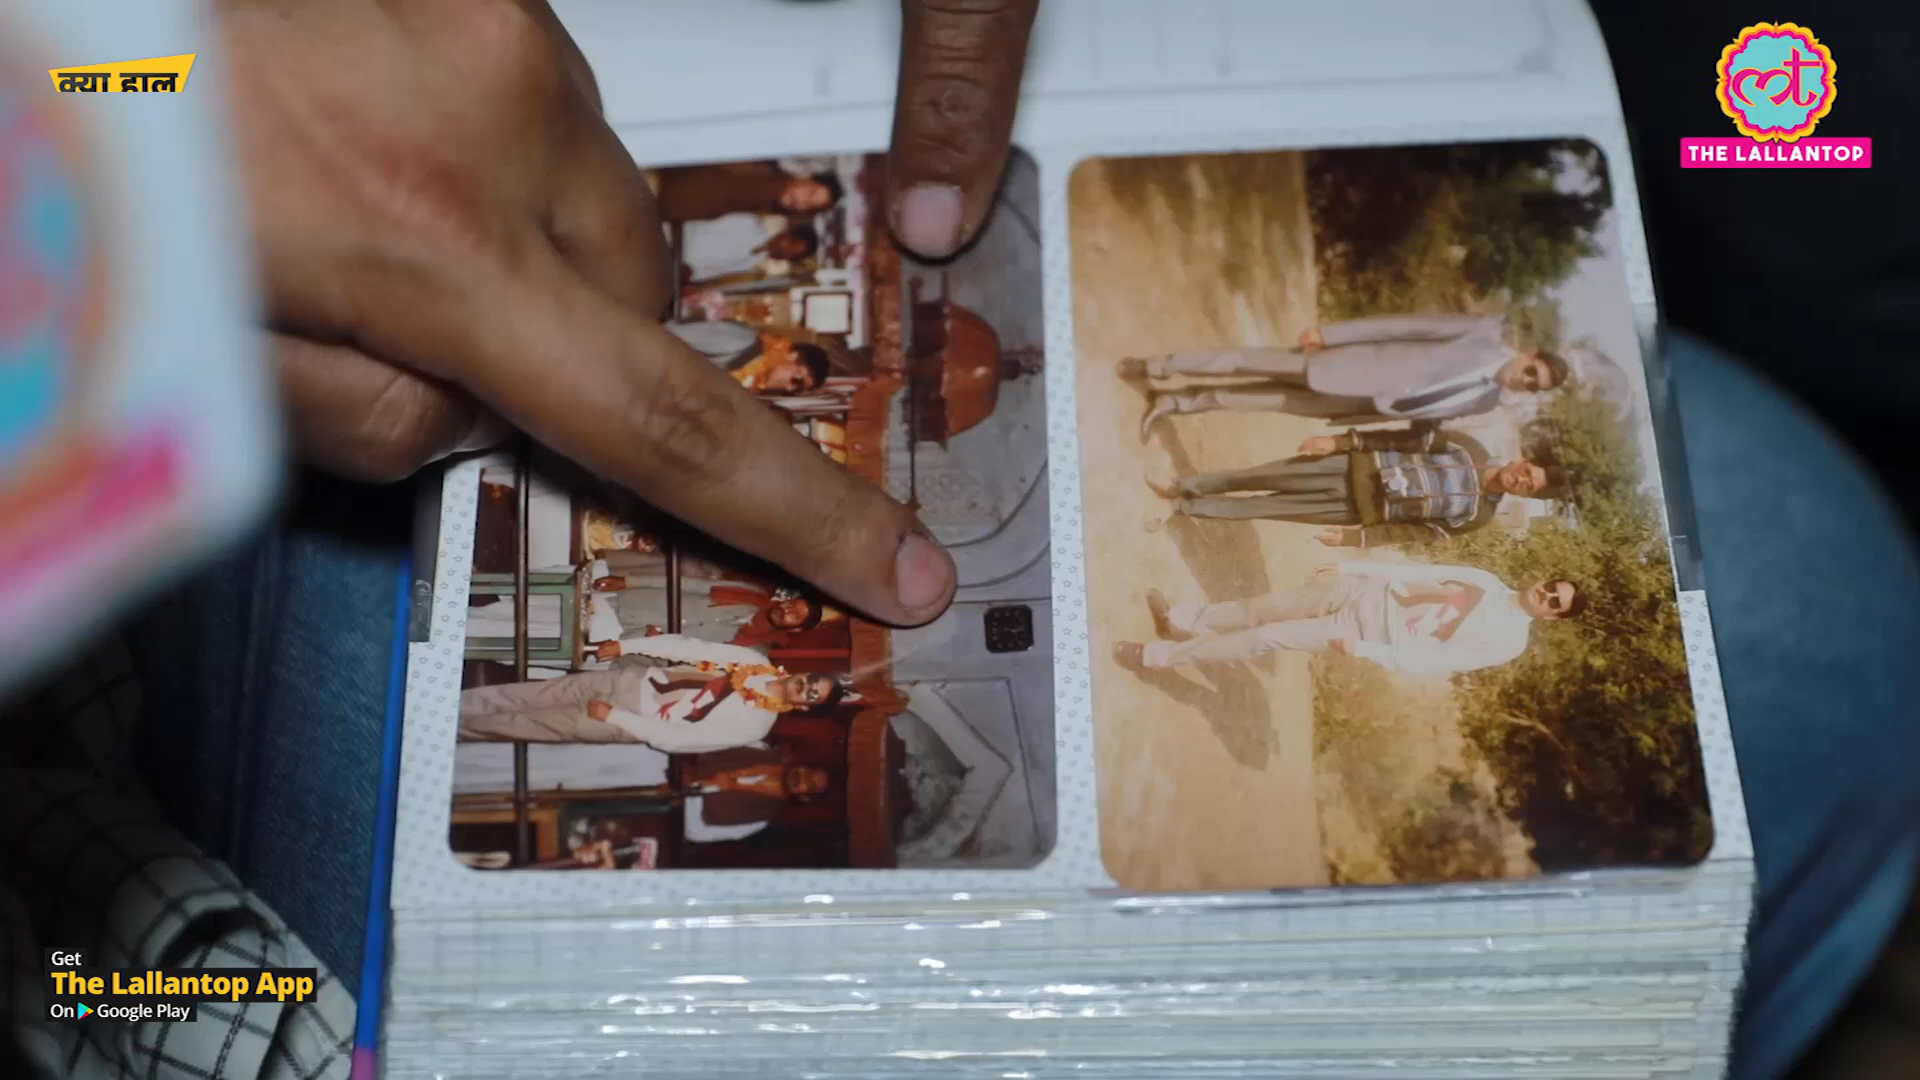 क्या हाल
THE LALLANTOP
Get
The Lallantop App
On Google Play